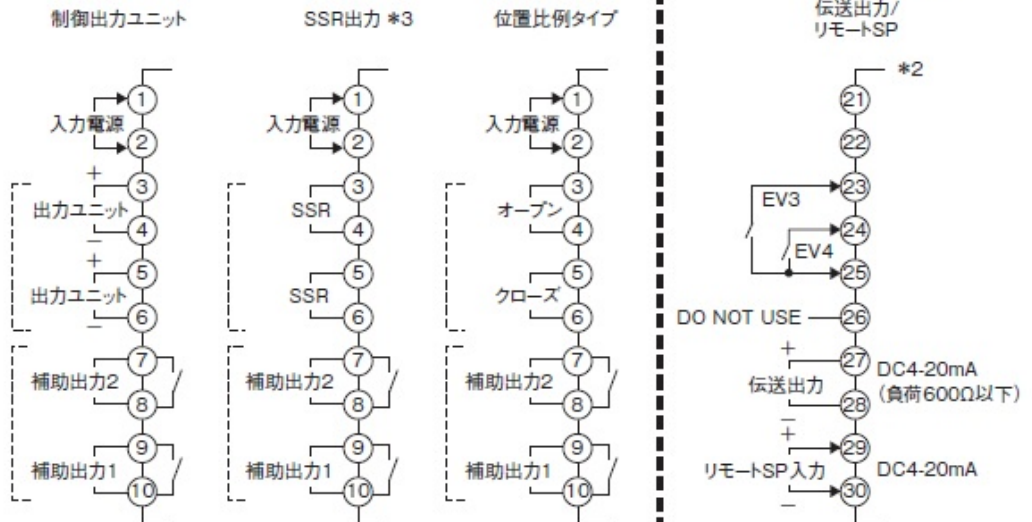 制御出力ユニット
1
入力電源
2
+
3
出力ユニット
4
−
+
5
出力ユニット
6
−
7
補助出力2
8
9
補助出力1
10
SSR出力 *3
1
入力電源
2
3
SSR
4
5
SSR
6
7
補助出力2
8
9
補助出力1
10
位置比例タイプ
1
入力電源
2
3
オープン
4
5
クローズ
6
7
補助出力2
8
9
補助出力1
10
伝送出力/
リモートSP
*2
21
22
23
EV3
24
EV4
25
DO NOT USE 26
+
27
DC4-20mA
伝送出力
(負荷600Ω以下)
28
−
+
29
リモートSP入力
DC4-20mA
30
−